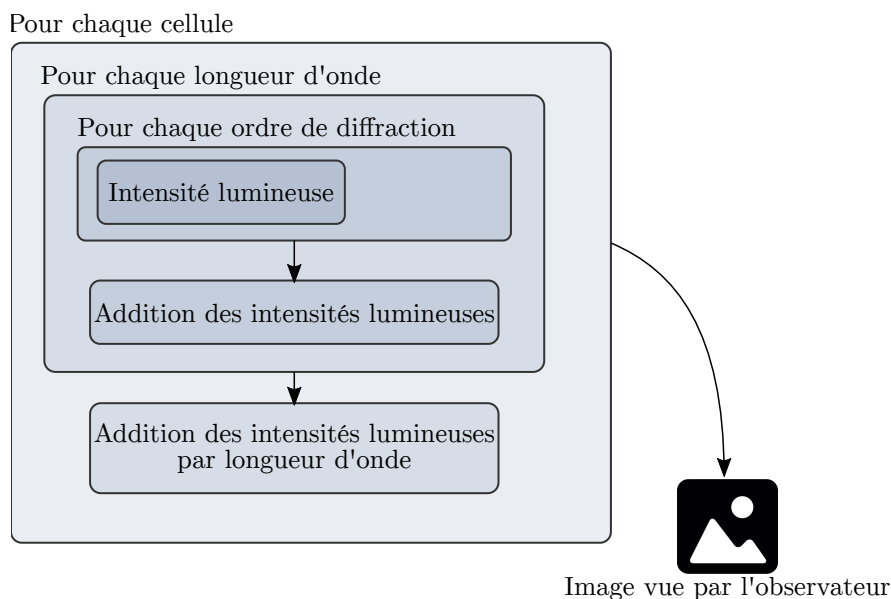 Pour chaque cellule
Pour chaque longueur d'onde
Pour chaque ordre de diffraction
Intensité lumineuse
Addition des intensités lumineuses
Addition des intensités lumineuses
par longueur d'onde
Image vue par l'observateur